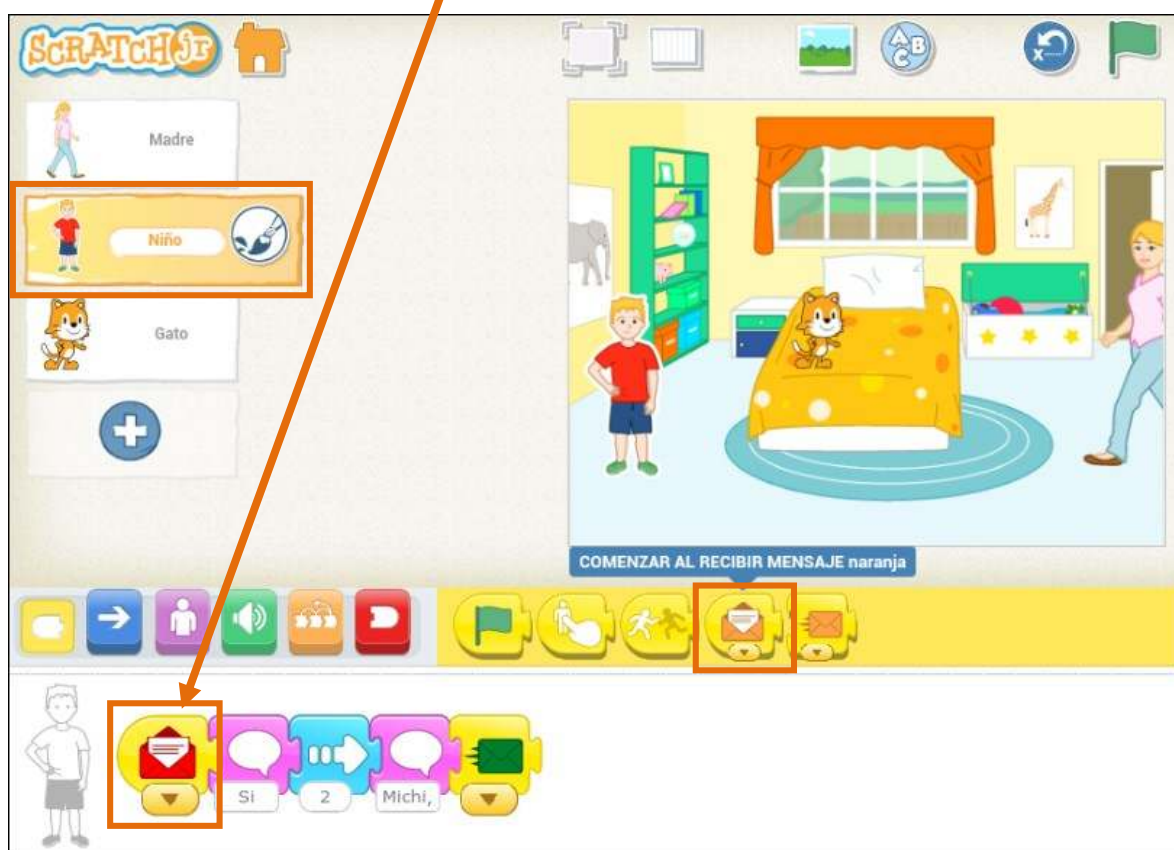 SCRATCH Jr
A B C
X
Madre
Niño
Gato
COMENZAR AL RECIBIR MENSAJE naranja
Si
2
Michi,